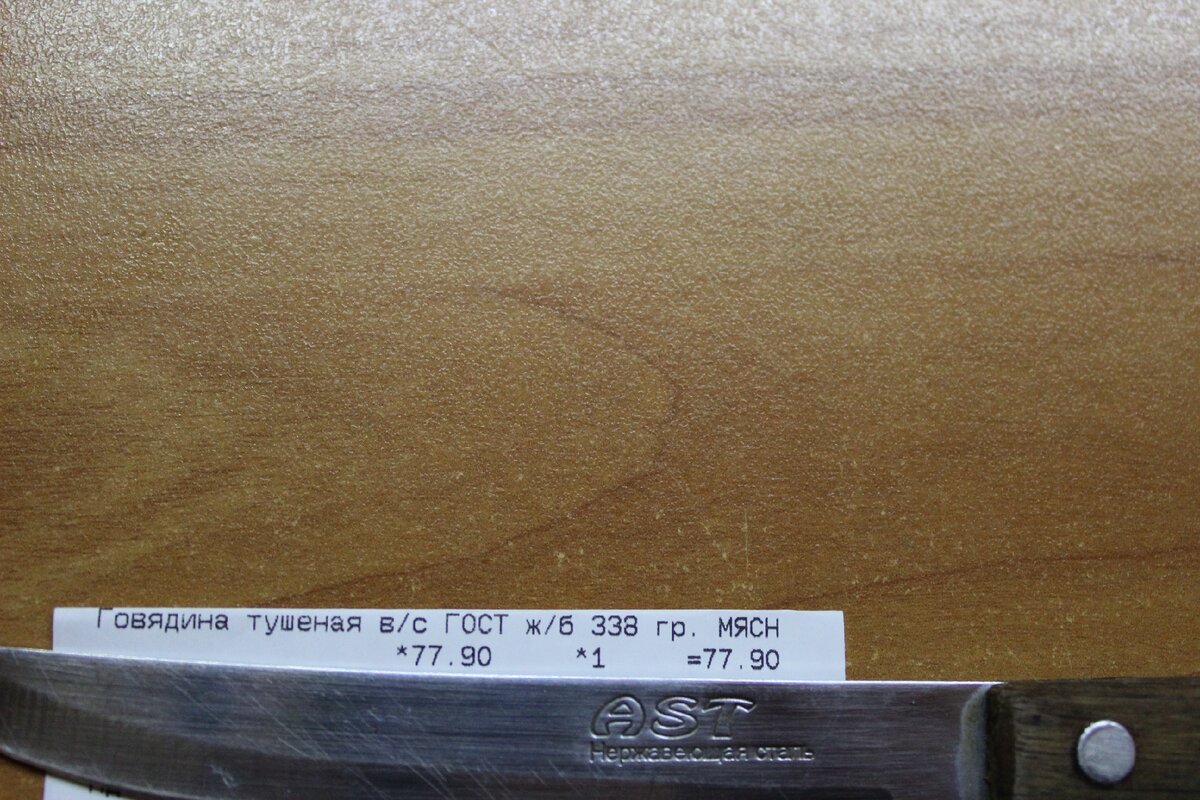 Говядина тушеная в/с ГОСТ ж/б 338 гр. МЯСН
*77.90 *1 =77.90
AST
Нержавеющая сталь